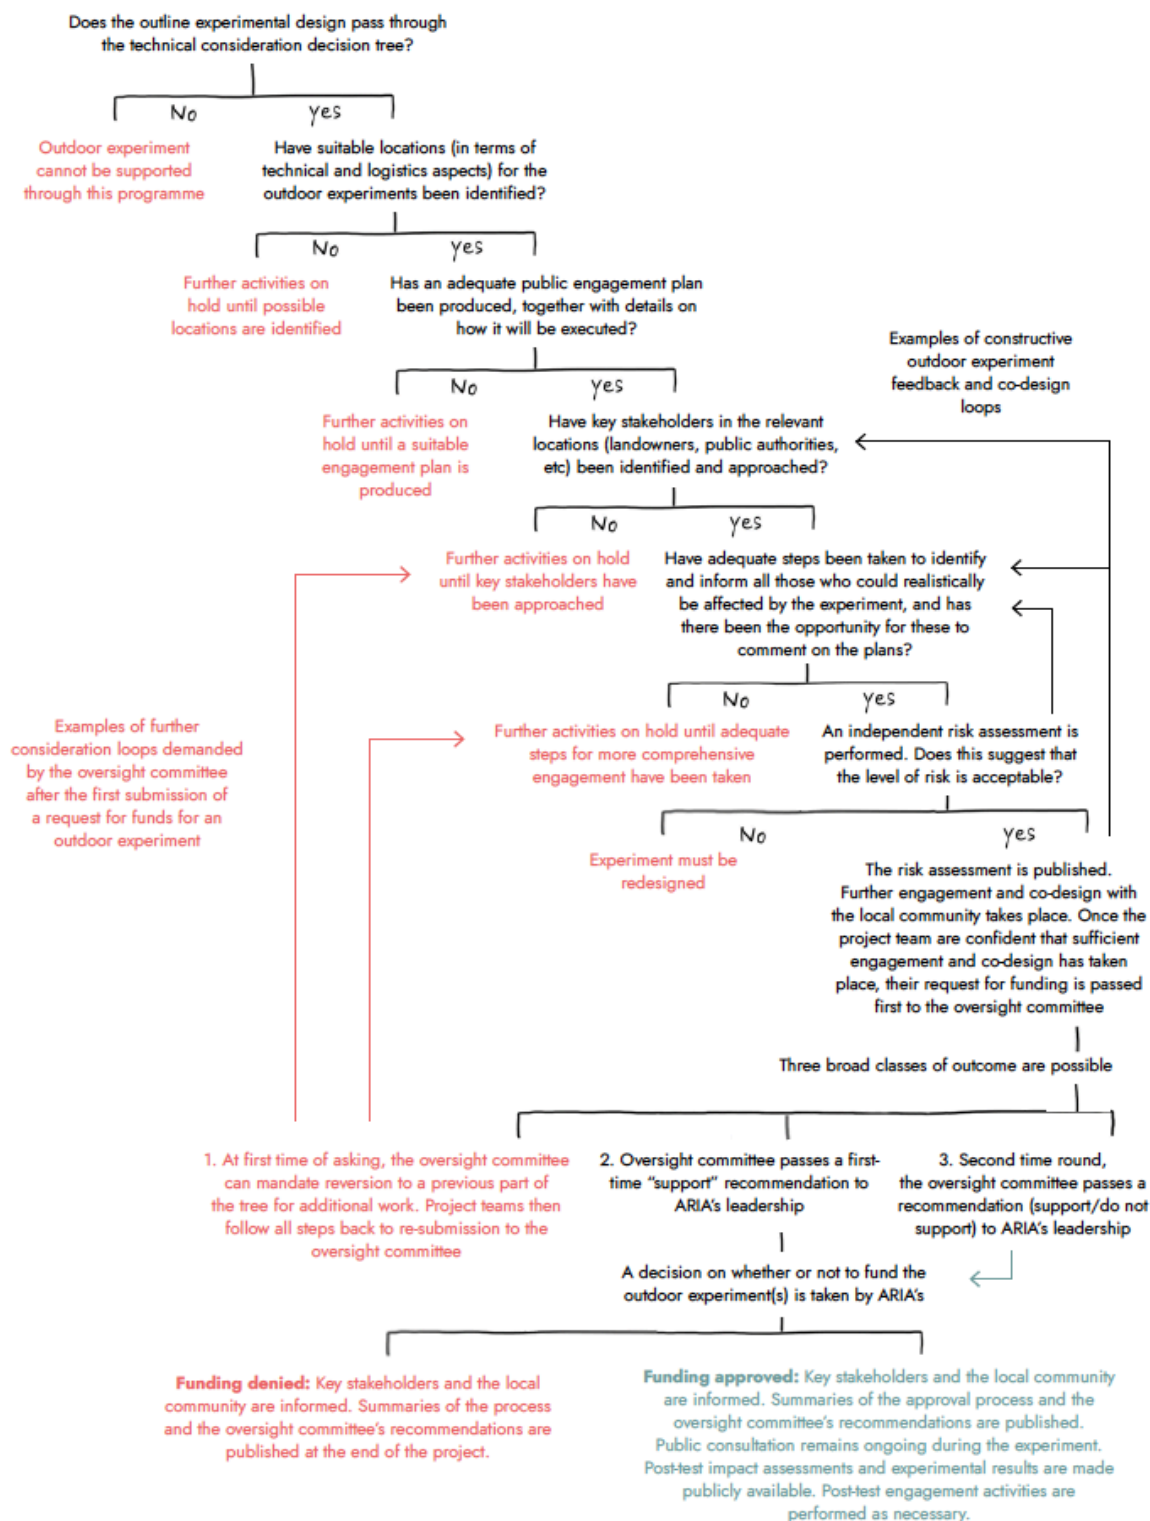 Does the outline experimental design pass through
the technical consideration decision tree?
No
yes
Outdoor experiment
cannot be supported
through this programme
Have suitable locations (in terms of
technical and logistics aspects) for the
outdoor experiments been identified?
No
yes
Further activities on
hold until possible
locations are identified
Has an adequate public engagement plan
been produced, together with details on
how it will be executed?
Examples of constructive
outdoor experiment
feedback and co-design
loops
No
yes
Further activities on
hold until a suitable
engagement plan is
produced
Have key stakeholders in the relevant
locations (landowners, public authorities,
etc) been identified and approached?
No
yes
Further activities on hold
until key stakeholders have
been approached
Have adequate steps been taken to identify
and inform all those who could realistically
be affected by the experiment, and has
there been the opportunity for these to
comment on the plans?
No
yes
Examples of further
consideration loops demanded
by the oversight committee
after the first submission of
a request for funds for an
outdoor experiment
Further activities on hold until adequate
steps for more comprehensive
engagement have been taken
An independent risk assessment is
performed. Does this suggest that
the level of risk is acceptable?
No
yes
Experiment must be
redesigned
The risk assessment is published.
Further engagement and co-design with
the local community takes place. Once the
project team are confident that sufficient
engagement and co-design has taken
place, their request for funding is passed
first to the oversight committee
Three broad classes of outcome are possible
1. At first time of asking, the oversight committee
can mandate reversion to a previous part of
the tree for additional work. Project teams then
follow all steps back to re-submission to the
oversight committee
2. Oversight committee passes a first-
time “support” recommendation to
ARIA’s leadership
3. Second time round,
the oversight committee passes a
recommendation (support/do not
support) to ARIA’s leadership
A decision on whether or not to fund the
outdoor experiment(s) is taken by ARIA’s
Funding denied: Key stakeholders and the local
community are informed. Summaries of the process
and the oversight committee’s recommendations are
published at the end of the project.
Funding approved: Key stakeholders and the local community
are informed. Summaries of the approval process and the
oversight committee’s recommendations are published.
Public consultation remains ongoing during the experiment.
Post-test impact assessments and experimental results are made
publicly available. Post-test engagement activities are
performed as necessary.